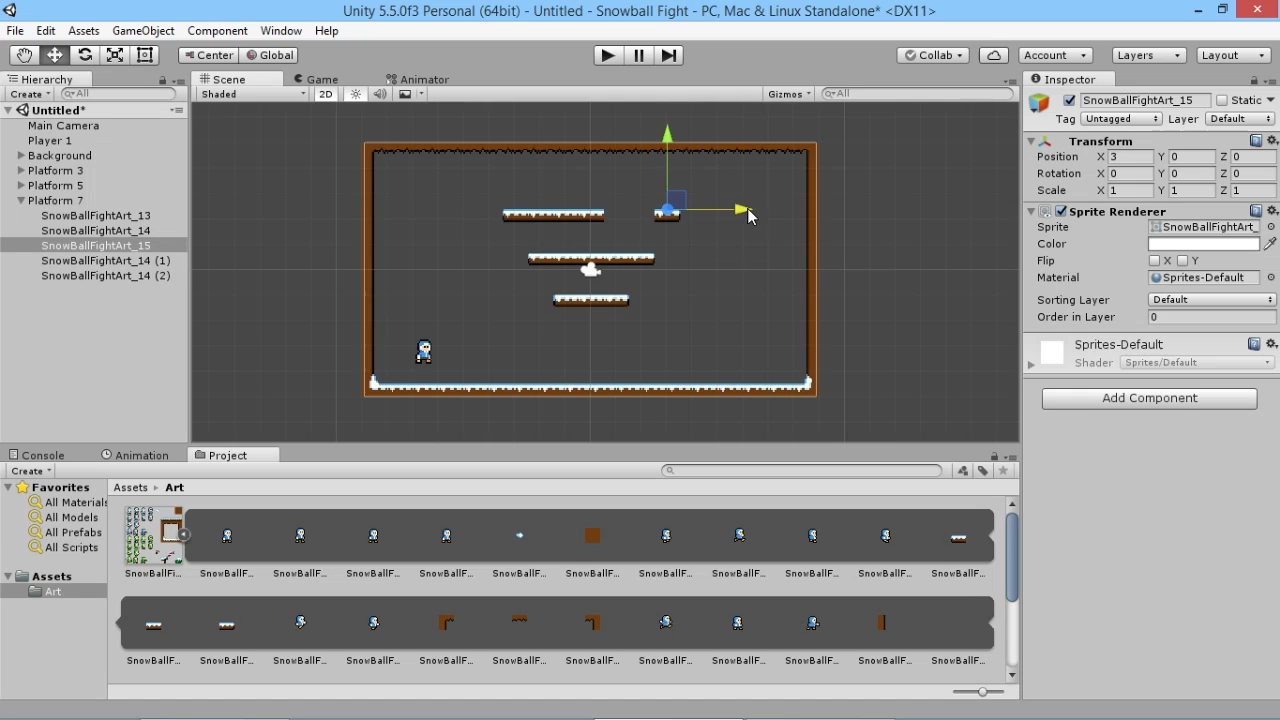 Unity 5.5.0f3 Personal (64bit) - Untitled - Snowball Fight - PC, Mac & Linux Standalone* <DX11>
File Edit Assets GameObject Component Window Help
Center Global Collab Account Layers Layout
Hierarchy Scene Game Animator Inspector
Create All Shaded 2D Gizmos All SnowBallFightArt_15 Static
Untitled* Tag Untagged Layer Default
Main Camera
Player 1
Background
Platform 3
Platform 5
Platform 7
SnowBallFightArt_13
SnowBallFightArt_14
SnowBallFightArt_15
SnowBallFightArt_14 (1)
SnowBallFightArt_14 (2)
Transform
Position X 3 Y 0 Z 0
Rotation X 0 Y 0 Z 0
Scale X 1 Y 1 Z 1
Sprite Renderer
Sprite SnowBallFightArt_
Color
Flip X Y
Material Sprites-Default
Sorting Layer Default
Order in Layer 0
Sprites-Default
Shader Sprites/Default
Add Component
Console Animation Project
Create
Favorites Assets Art
All Materials
All Models
All Prefabs
All Scripts
Assets
Art
SnowBallFi... SnowBallF... SnowBallF... SnowBallF... SnowBallF... SnowBallF... SnowBallF... SnowBallF... SnowBallF... SnowBallF... SnowBallF... SnowBallF...
SnowBallF... SnowBallF... SnowBallF... SnowBallF... SnowBallF... SnowBallF... SnowBallF... SnowBallF... SnowBallF... SnowBallF... SnowBallF... SnowBallF...